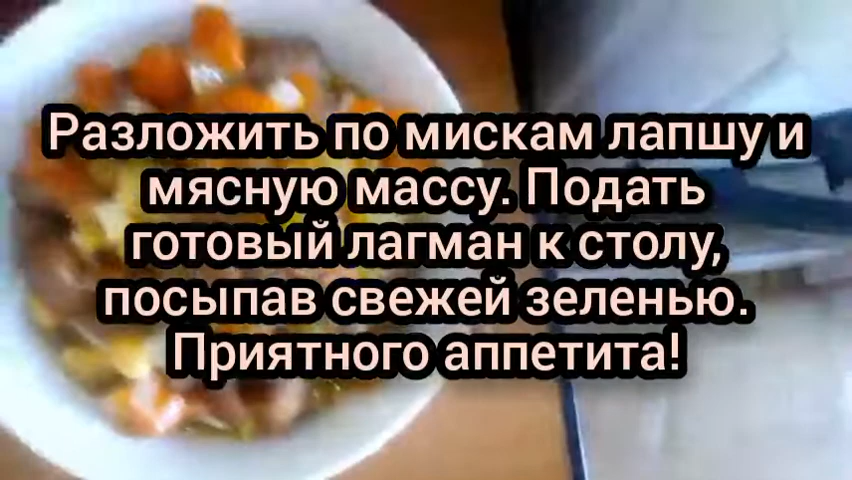 Разложить по мискам лапшу и
мясную массу. Подать
готовый лагман к столу,
посыпав свежей зеленью.
Приятного аппетита!